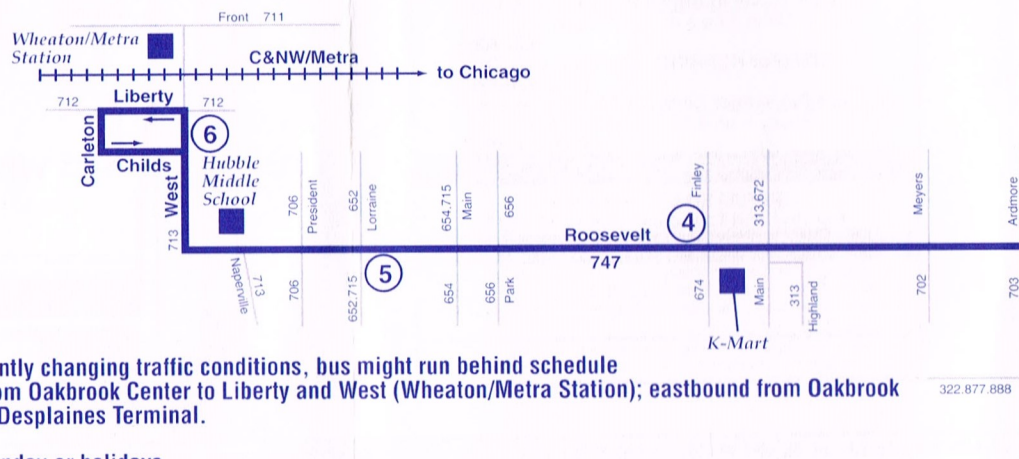 Front 711
Wheaton/Metra
Station
C&NW/Metra
to Chicago
712
Liberty
712
Carleton
6
Childs
West
713
Hubble
Middle
School
706
President
652
Lorraine
654.715
Main
656
Finley
313.672
Meyers
Ardmore
4
Roosevelt
747
Naperville
713
706
652.715
5
654
656
Park
674
Main
313
Highland
702
703
K-Mart
ntly changing traffic conditions, bus might run behind schedule
om Oakbrook Center to Liberty and West (Wheaton/Metra Station); eastbound from Oakbrook
Desplaines Terminal.
322.877.888